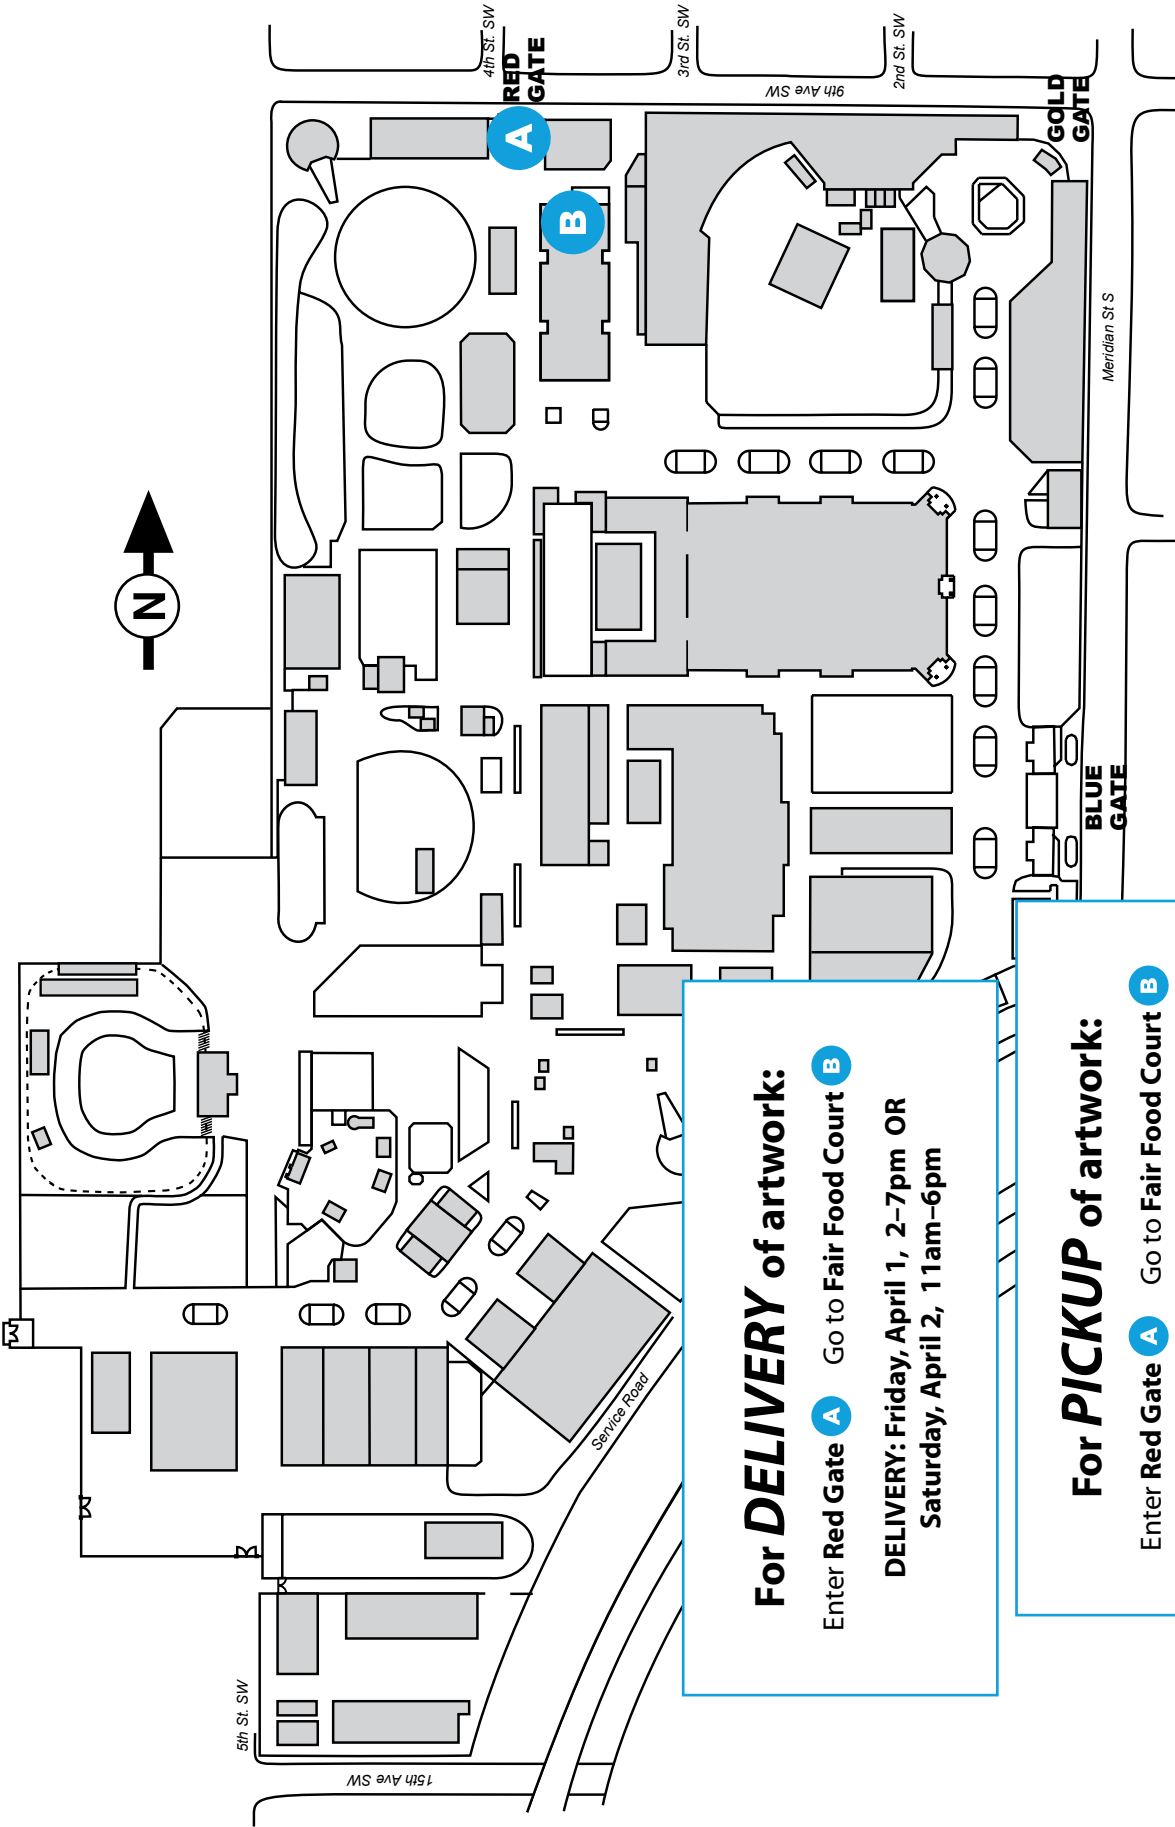 4th St. SW
3rd St. SW
2nd St. SW
RED
GATE
A
9th Ave SW
GOLD
GATE
B
Meridian St S
N
BLUE
GATE
Service Road
5th St. SW
15th Ave SW
For DELIVERY of artwork:
Enter Red Gate A Go to Fair Food Court B
DELIVERY: Friday, April 1, 2–7pm OR
Saturday, April 2, 11am–6pm
For PICKUP of artwork:
Enter Red Gate A Go to Fair Food Court B